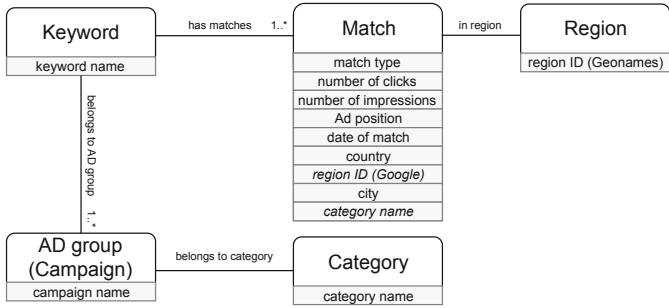 Keyword
keyword name
has matches 1..*
Match
match type
number of clicks
number of impressions
Ad position
date of match
country
region ID (Google)
city
category name
in region
Region
region ID (Geonames)
belongs to AD group 1..*
AD group
(Campaign)
campaign name
belongs to category
Category
category name